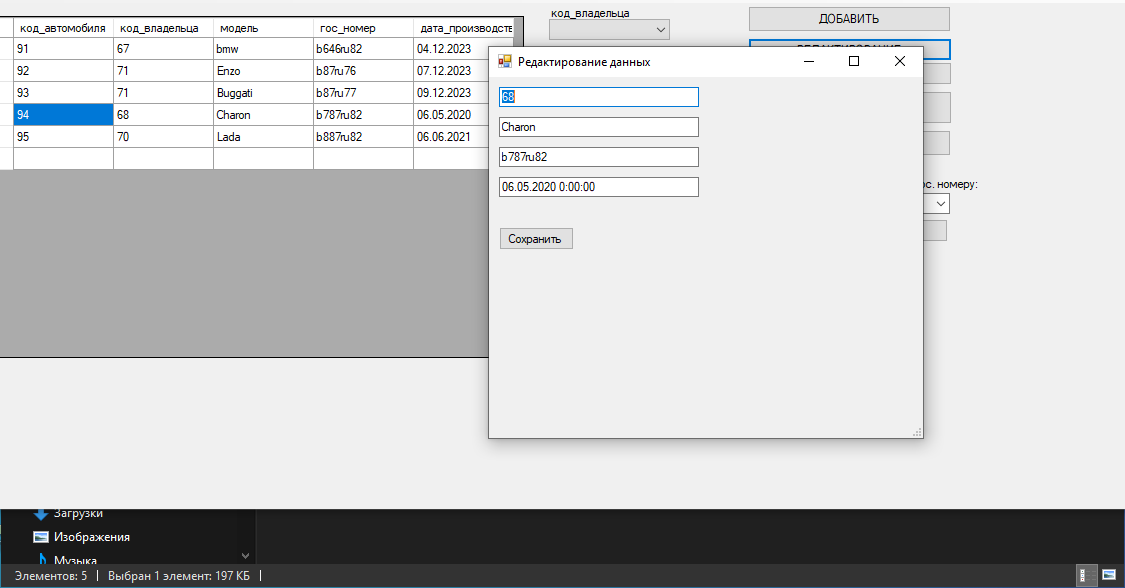 код_владельца
ДОБАВИТЬ
код_автомобиля код_владельца модель гос_номер дата_производств
91 67 bmw b646ru82 04.12.2023
92 71 Enzo b87ru76 07.12.2023
93 71 Buggati b87ru77 09.12.2023
94 68 Charon b787ru82 06.05.2020
95 70 Lada b887ru82 06.06.2021
Редактирование данных
68
Charon
b787ru82
06.05.2020 0:00:00
Сохранить
ос. номеру:
Загрузки
Изображения
Музыка
Элементов: 5 | Выбран 1 элемент: 197 КБ |